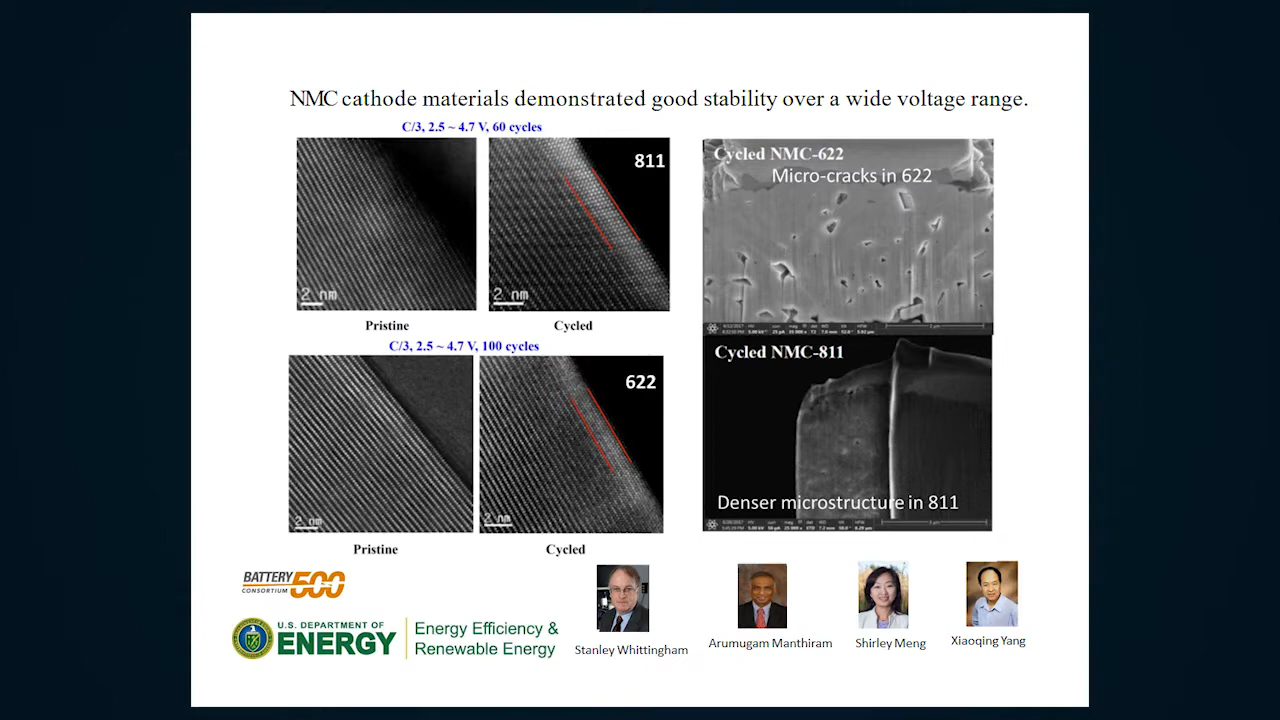 NMC cathode materials demonstrated good stability over a wide voltage range.
C/3, 2.5 ~ 4.7 V, 60 cycles
811
2 nm
2 nm
Pristine
Cycled
C/3, 2.5 ~ 4.7 V, 100 cycles
622
2 nm
2 nm
Pristine
Cycled
Cycled NMC-622
Micro-cracks in 622
Cycled NMC-811
Denser microstructure in 811
BATTERY 500
CONSORTIUM
U.S. DEPARTMENT OF
ENERGY
Energy Efficiency &
Renewable Energy
Stanley Whittingham
Arumugam Manthiram
Shirley Meng
Xiaoqing Yang